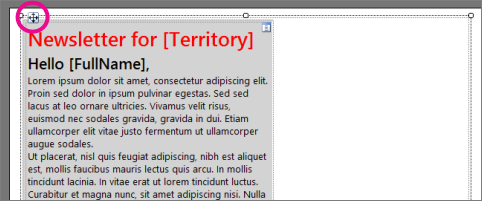 Newsletter for [Territory]
Hello [FullName],
Lorem ipsum dolor sit amet, consectetur adipiscing elit.
Proin sed dolor in ipsum pulvinar egestas. Sed sed
lacus at leo ornare ultricies. Vivamus velit risus,
euismod nec sodales gravida, gravida in dui. Etiam
ullamcorper elit vitae justo fermentum ut ullamcorper
augue sodales.
Ut placerat, nisl quis feugiat adipiscing, nibh est aliquet
est, mollis faucibus mauris lectus quis arcu. In mollis
tincidunt lacinia. In vitae erat ut lorem tincidunt luctus.
Curabitur et magna nunc, sit amet adipiscing nisi. Nulla